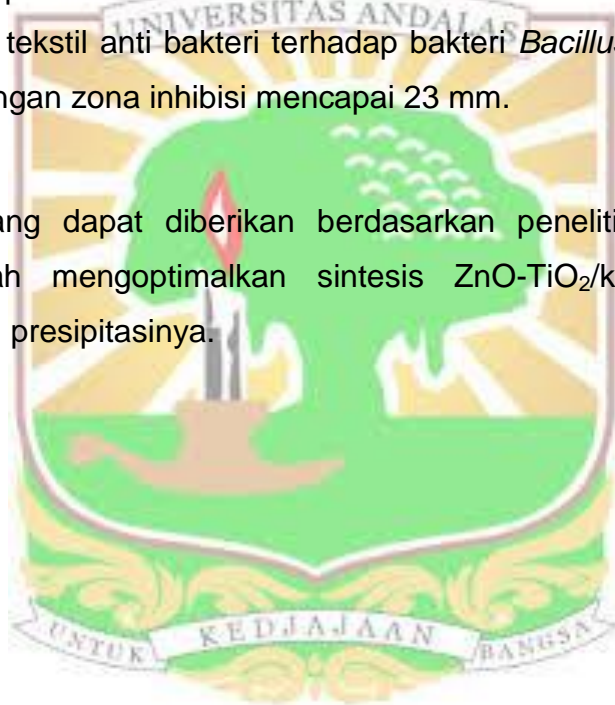 UNIVERSITAS ANDALAS
tekstil anti bakteri terhadap bakteri Bacillus
ngan zona inhibisi mencapai 23 mm.
ang dapat diberikan berdasarkan peneliti
ah mengoptimalkan sintesis ZnO-TiO₂/k
presipitasinya.
UNTUK KEDJAJAAN BANGSA